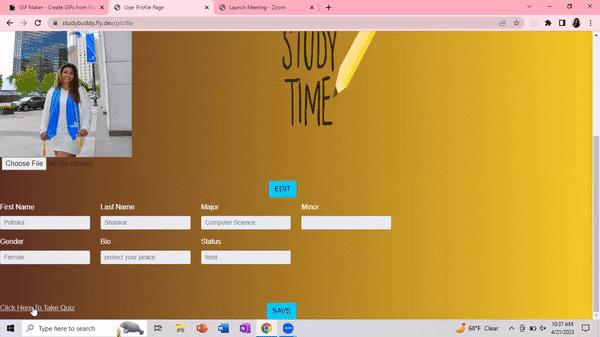 GIF Maker - Create GIFs from Vi
User Profile Page
Launch Meeting - Zoom
studybuddy.fly.dev/profile
STUDY
TIME
Choose File No file chosen
EDIT
First Name Last Name Major Minor
Prithika Shankar Computer Science
Gender Bio Status
Female protect your peace tired
Click Here To Take Quiz
SAVE
Type here to search
68°F Clear
10:37 AM
4/21/2023